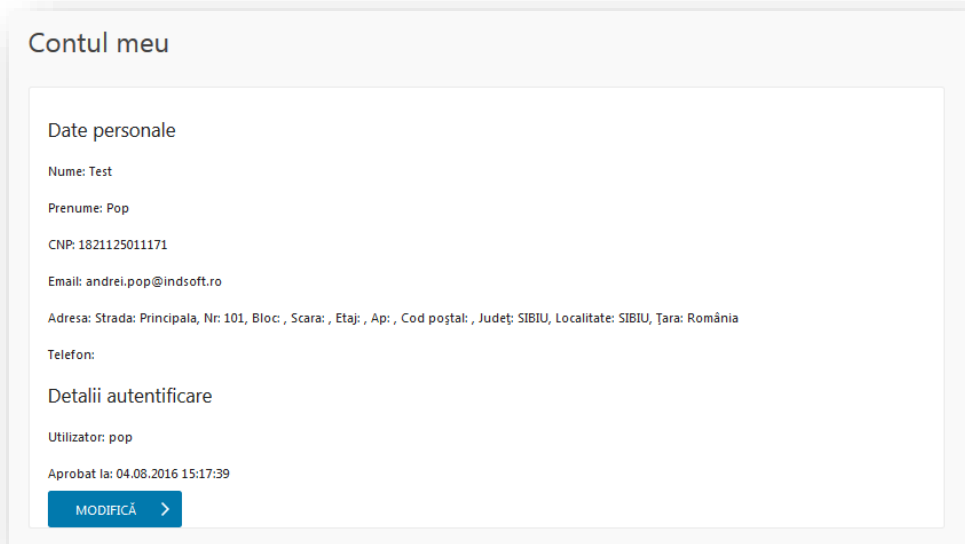 Contul meu
Date personale
Nume: Test
Prenume: Pop
CNP: 1821125011171
Email: andrei.pop@indsoft.ro
Adresa: Strada: Principala, Nr: 101, Bloc: , Scara: , Etaj: , Ap: , Cod poştal: , Judeţ: SIBIU, Localitate: SIBIU, Ţara: România
Telefon:
Detalii autentificare
Utilizator: pop
Aprobat la: 04.08.2016 15:17:39
MODIFICĂ